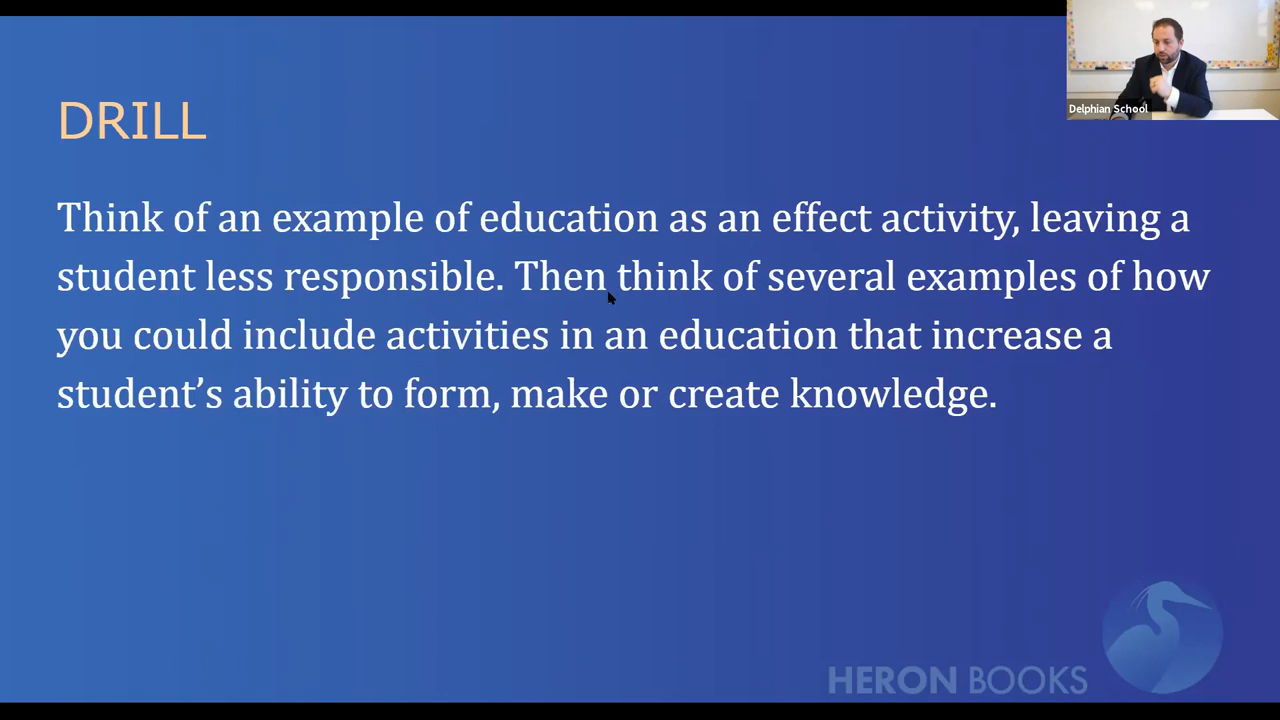 Delphian School
DRILL
Think of an example of education as an effect activity, leaving a
student less responsible. Then think of several examples of how
you could include activities in an education that increase a
student’s ability to form, make or create knowledge.
HERON BOOKS